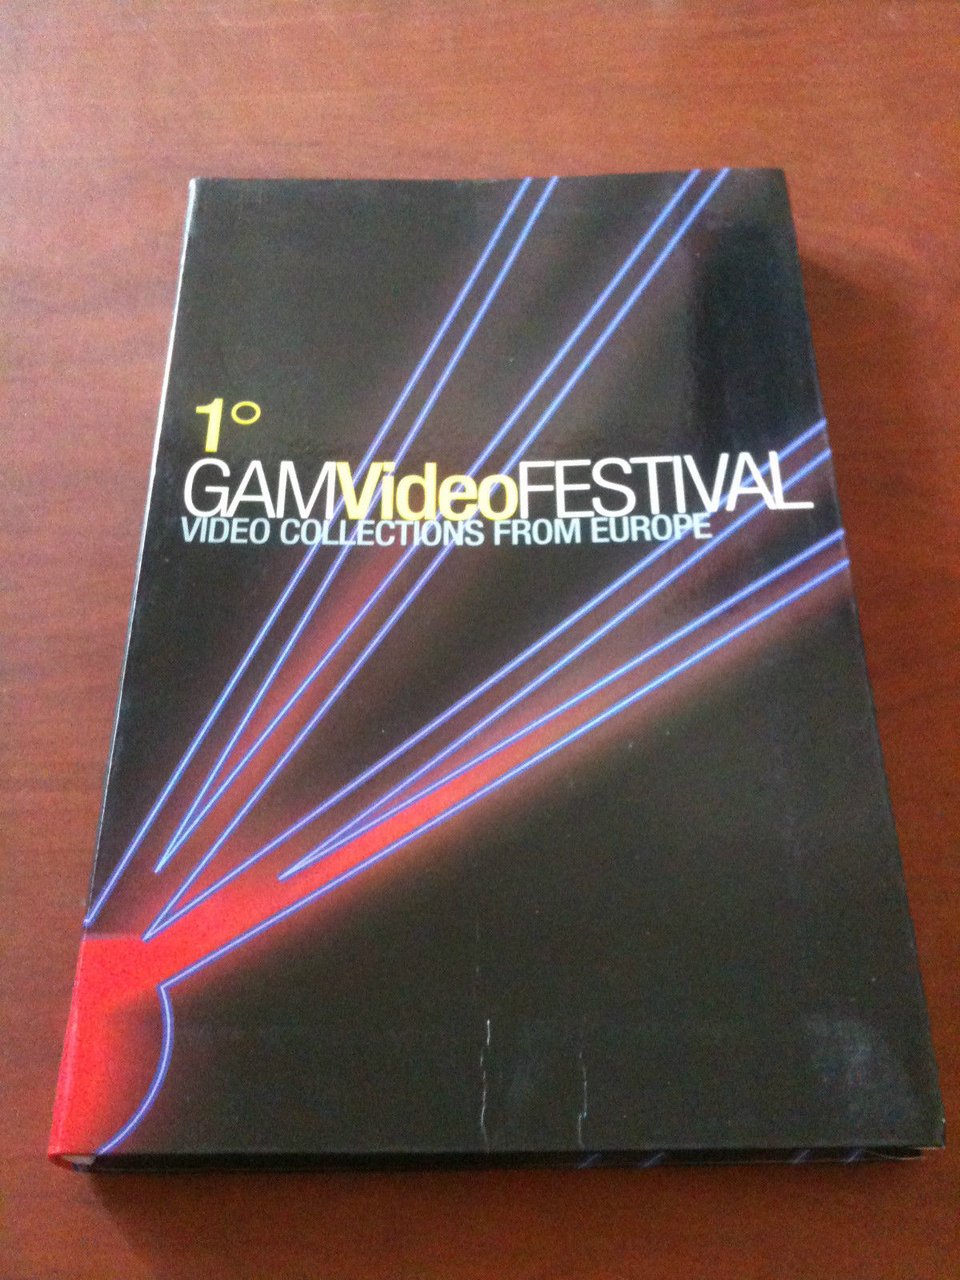 1°
GAMVideoFESTIVAL
VIDEO COLLECTIONS FROM EUROPE